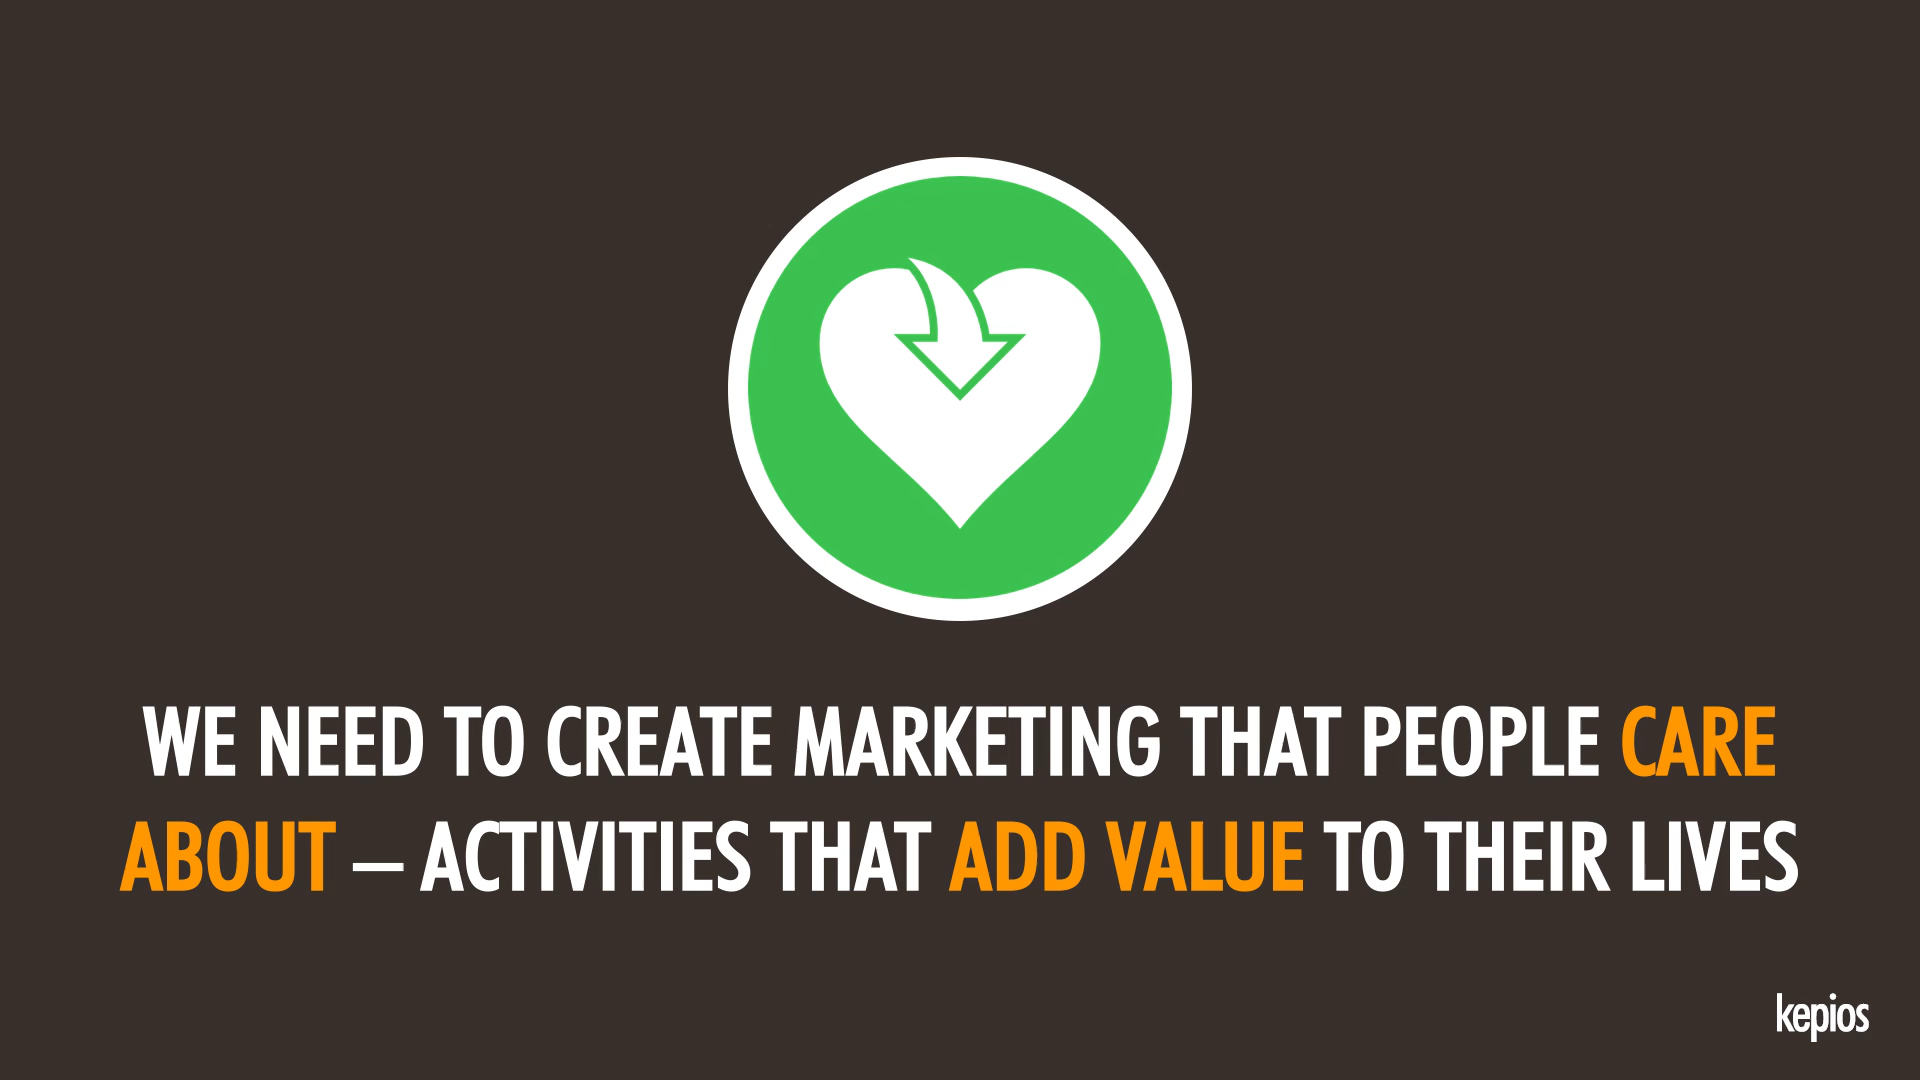 WE NEED TO CREATE MARKETING THAT PEOPLE CARE
ABOUT – ACTIVITIES THAT ADD VALUE TO THEIR LIVES
kepios